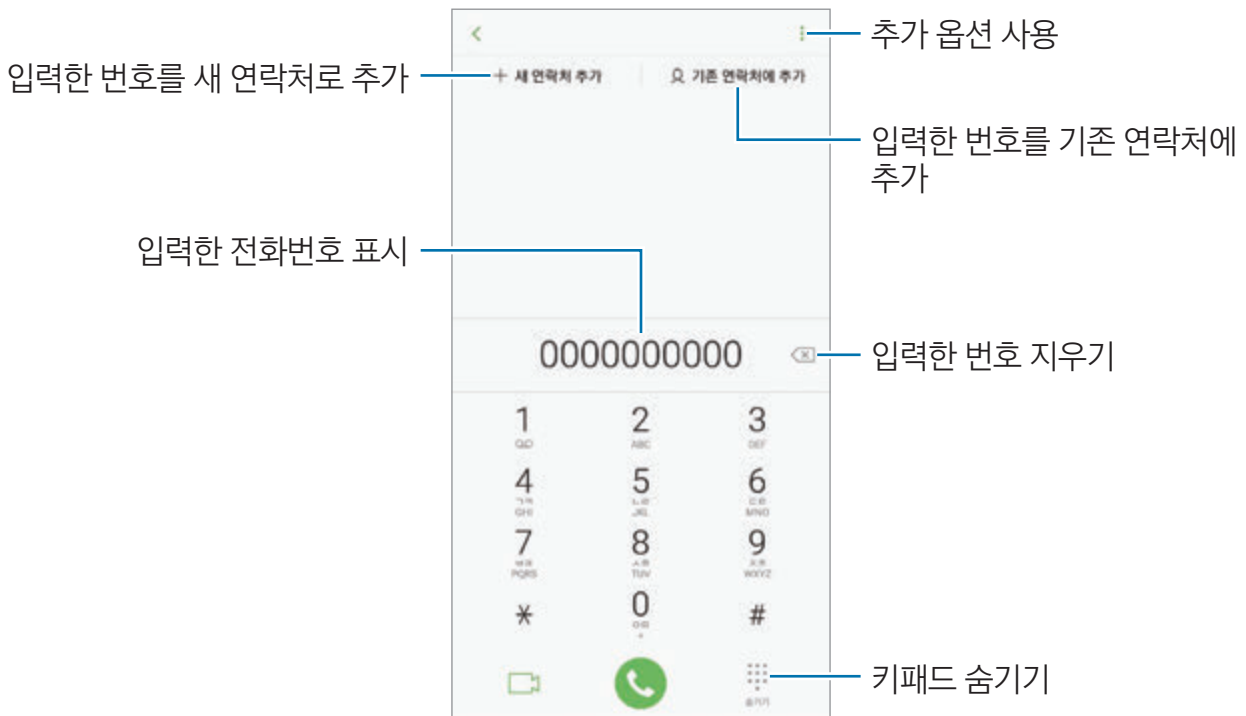 추가 옵션 사용
입력한 번호를 새 연락처로 추가
+ 새 연락처 추가
기존 연락처에 추가
입력한 번호를 기존 연락처에
추가
입력한 전화번호 표시
0000000000
입력한 번호 지우기
1 2 3
ABC DEF
4 5 6
GHI JKL MNO
7 8 9
PQRS TUV WXYZ
* 0 #
+
키패드 숨기기
숨기기